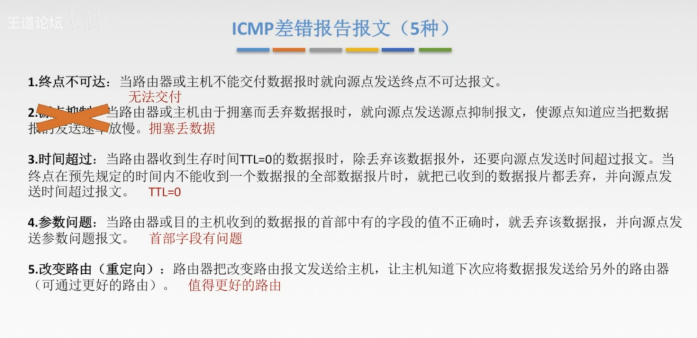 王道论坛
ICMP差错报告报文（5种）
1.终点不可达：当路由器或主机不能交付数据报时就向源点发送终点不可达报文。
无法交付
2.源点抑制：当路由器或主机由于拥塞而丢弃数据报时，就向源点发送源点抑制报文，使源点知道应当把数据
报的发送速率放慢。拥塞丢数据
3.时间超过：当路由器收到生存时间TTL=0的数据报时，除丢弃该数据报外，还要向源点发送时间超过报文。当
终点在预先规定的时间内不能收到一个数据报的全部数据报片时，就把已收到的数据报片都丢弃，并向源点发
送时间超过报文。 TTL=0
4.参数问题：当路由器或目的主机收到的数据报的首部中有的字段的值不正确时，就丢弃该数据报，并向源点发
送参数问题报文。 首部字段有问题
5.改变路由（重定向）：路由器把改变路由报文发送给主机，让主机知道下次应将数据报发送给另外的路由器
（可通过更好的路由）。 值得更好的路由